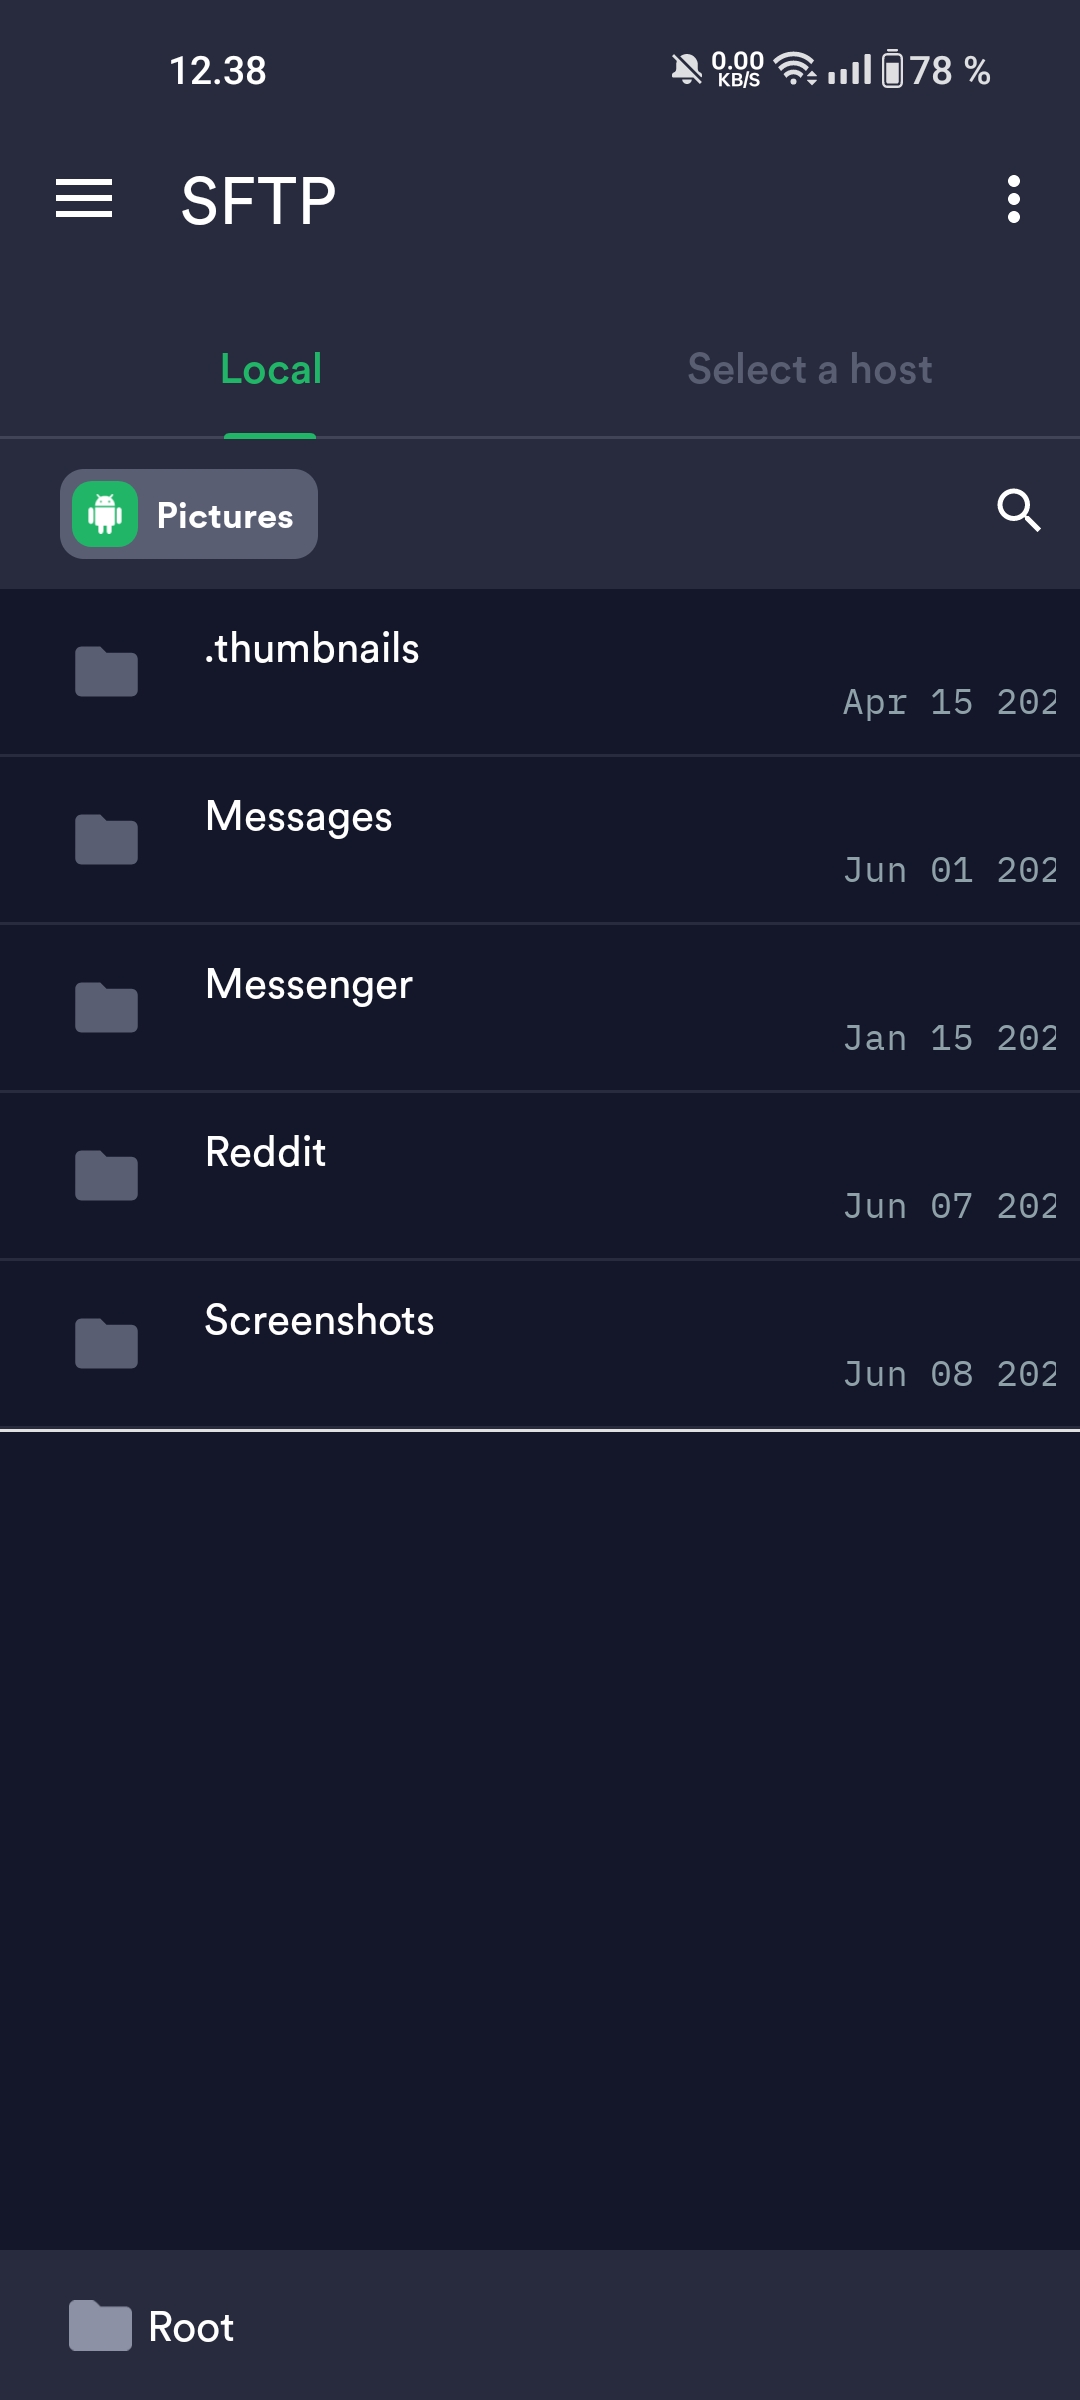 12.38
0.00
KB/S
78 %
SFTP
Local
Select a host
Pictures
.thumbnails
Apr 15 202
Messages
Jun 01 202
Messenger
Jan 15 202
Reddit
Jun 07 202
Screenshots
Jun 08 202
Root